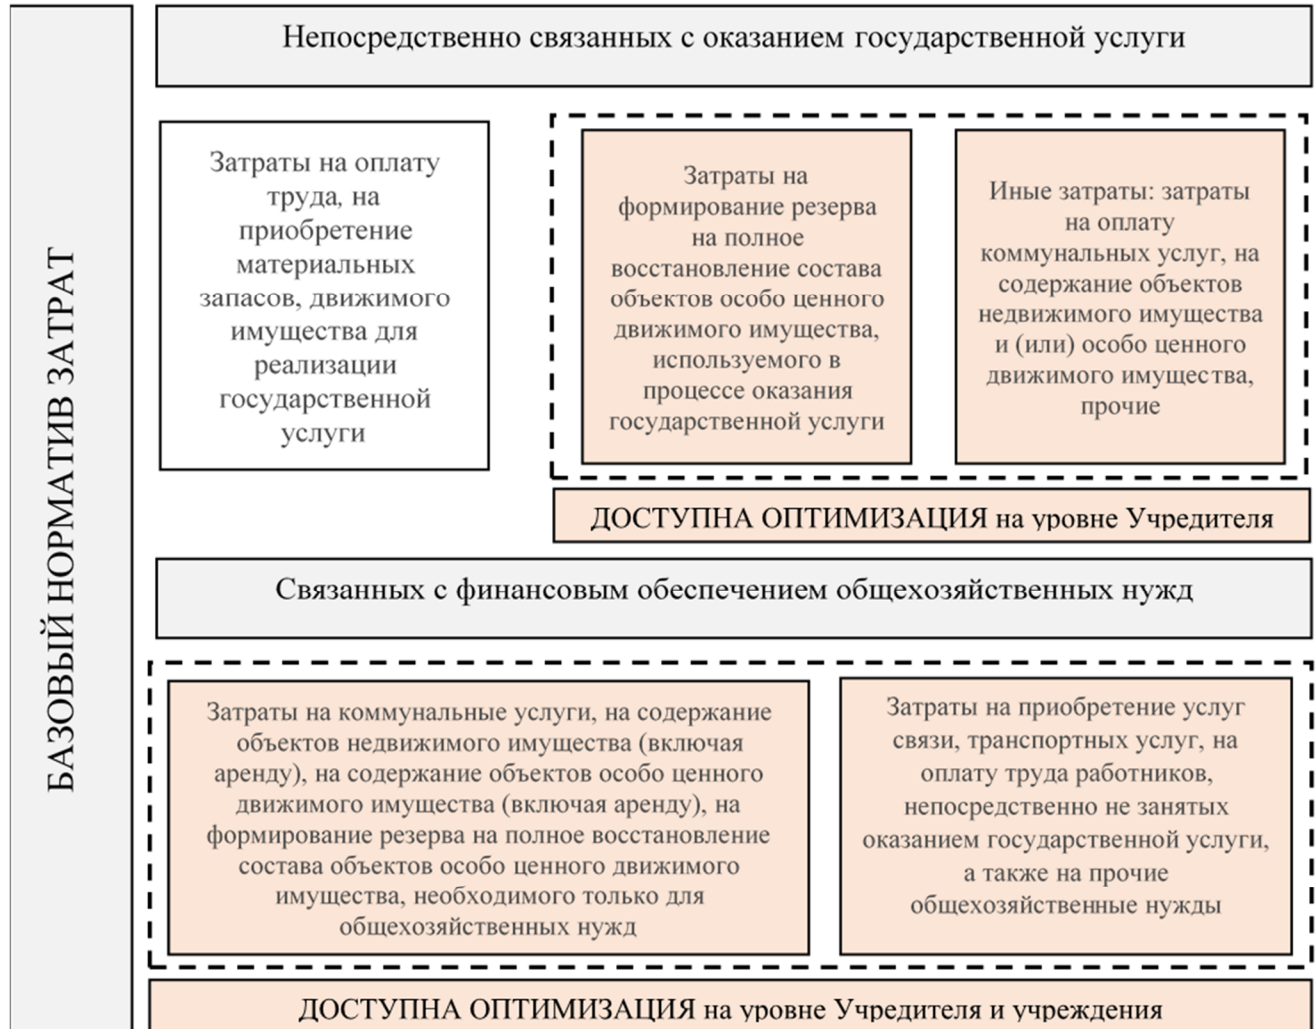 БАЗОВЫЙ НОРМАТИВ ЗАТРАТ
Непосредственно связанных с оказанием государственной услуги
Затраты на оплату
труда, на
приобретение
материальных
запасов, движимого
имущества для
реализации
государственной
услуги
Затраты на
формирование резерва
на полное
восстановление состава
объектов особо ценного
движимого имущества,
используемого в
процессе оказания
государственной услуги
Иные затраты: затраты
на оплату
коммунальных услуг, на
содержание объектов
недвижимого имущества
и (или) особо ценного
движимого имущества,
прочие
ДОСТУПНА ОПТИМИЗАЦИЯ на уровне Учредителя
Связанных с финансовым обеспечением общехозяйственных нужд
Затраты на коммунальные услуги, на содержание
объектов недвижимого имущества (включая
аренду), на содержание объектов особо ценного
движимого имущества (включая аренду), на
формирование резерва на полное восстановление
состава объектов особо ценного движимого
имущества, необходимого только для
общехозяйственных нужд
Затраты на приобретение услуг
связи, транспортных услуг, на
оплату труда работников,
непосредственно не занятых
оказанием государственной услуги,
а также на прочие
общехозяйственные нужды
ДОСТУПНА ОПТИМИЗАЦИЯ на уровне Учредителя и учреждения